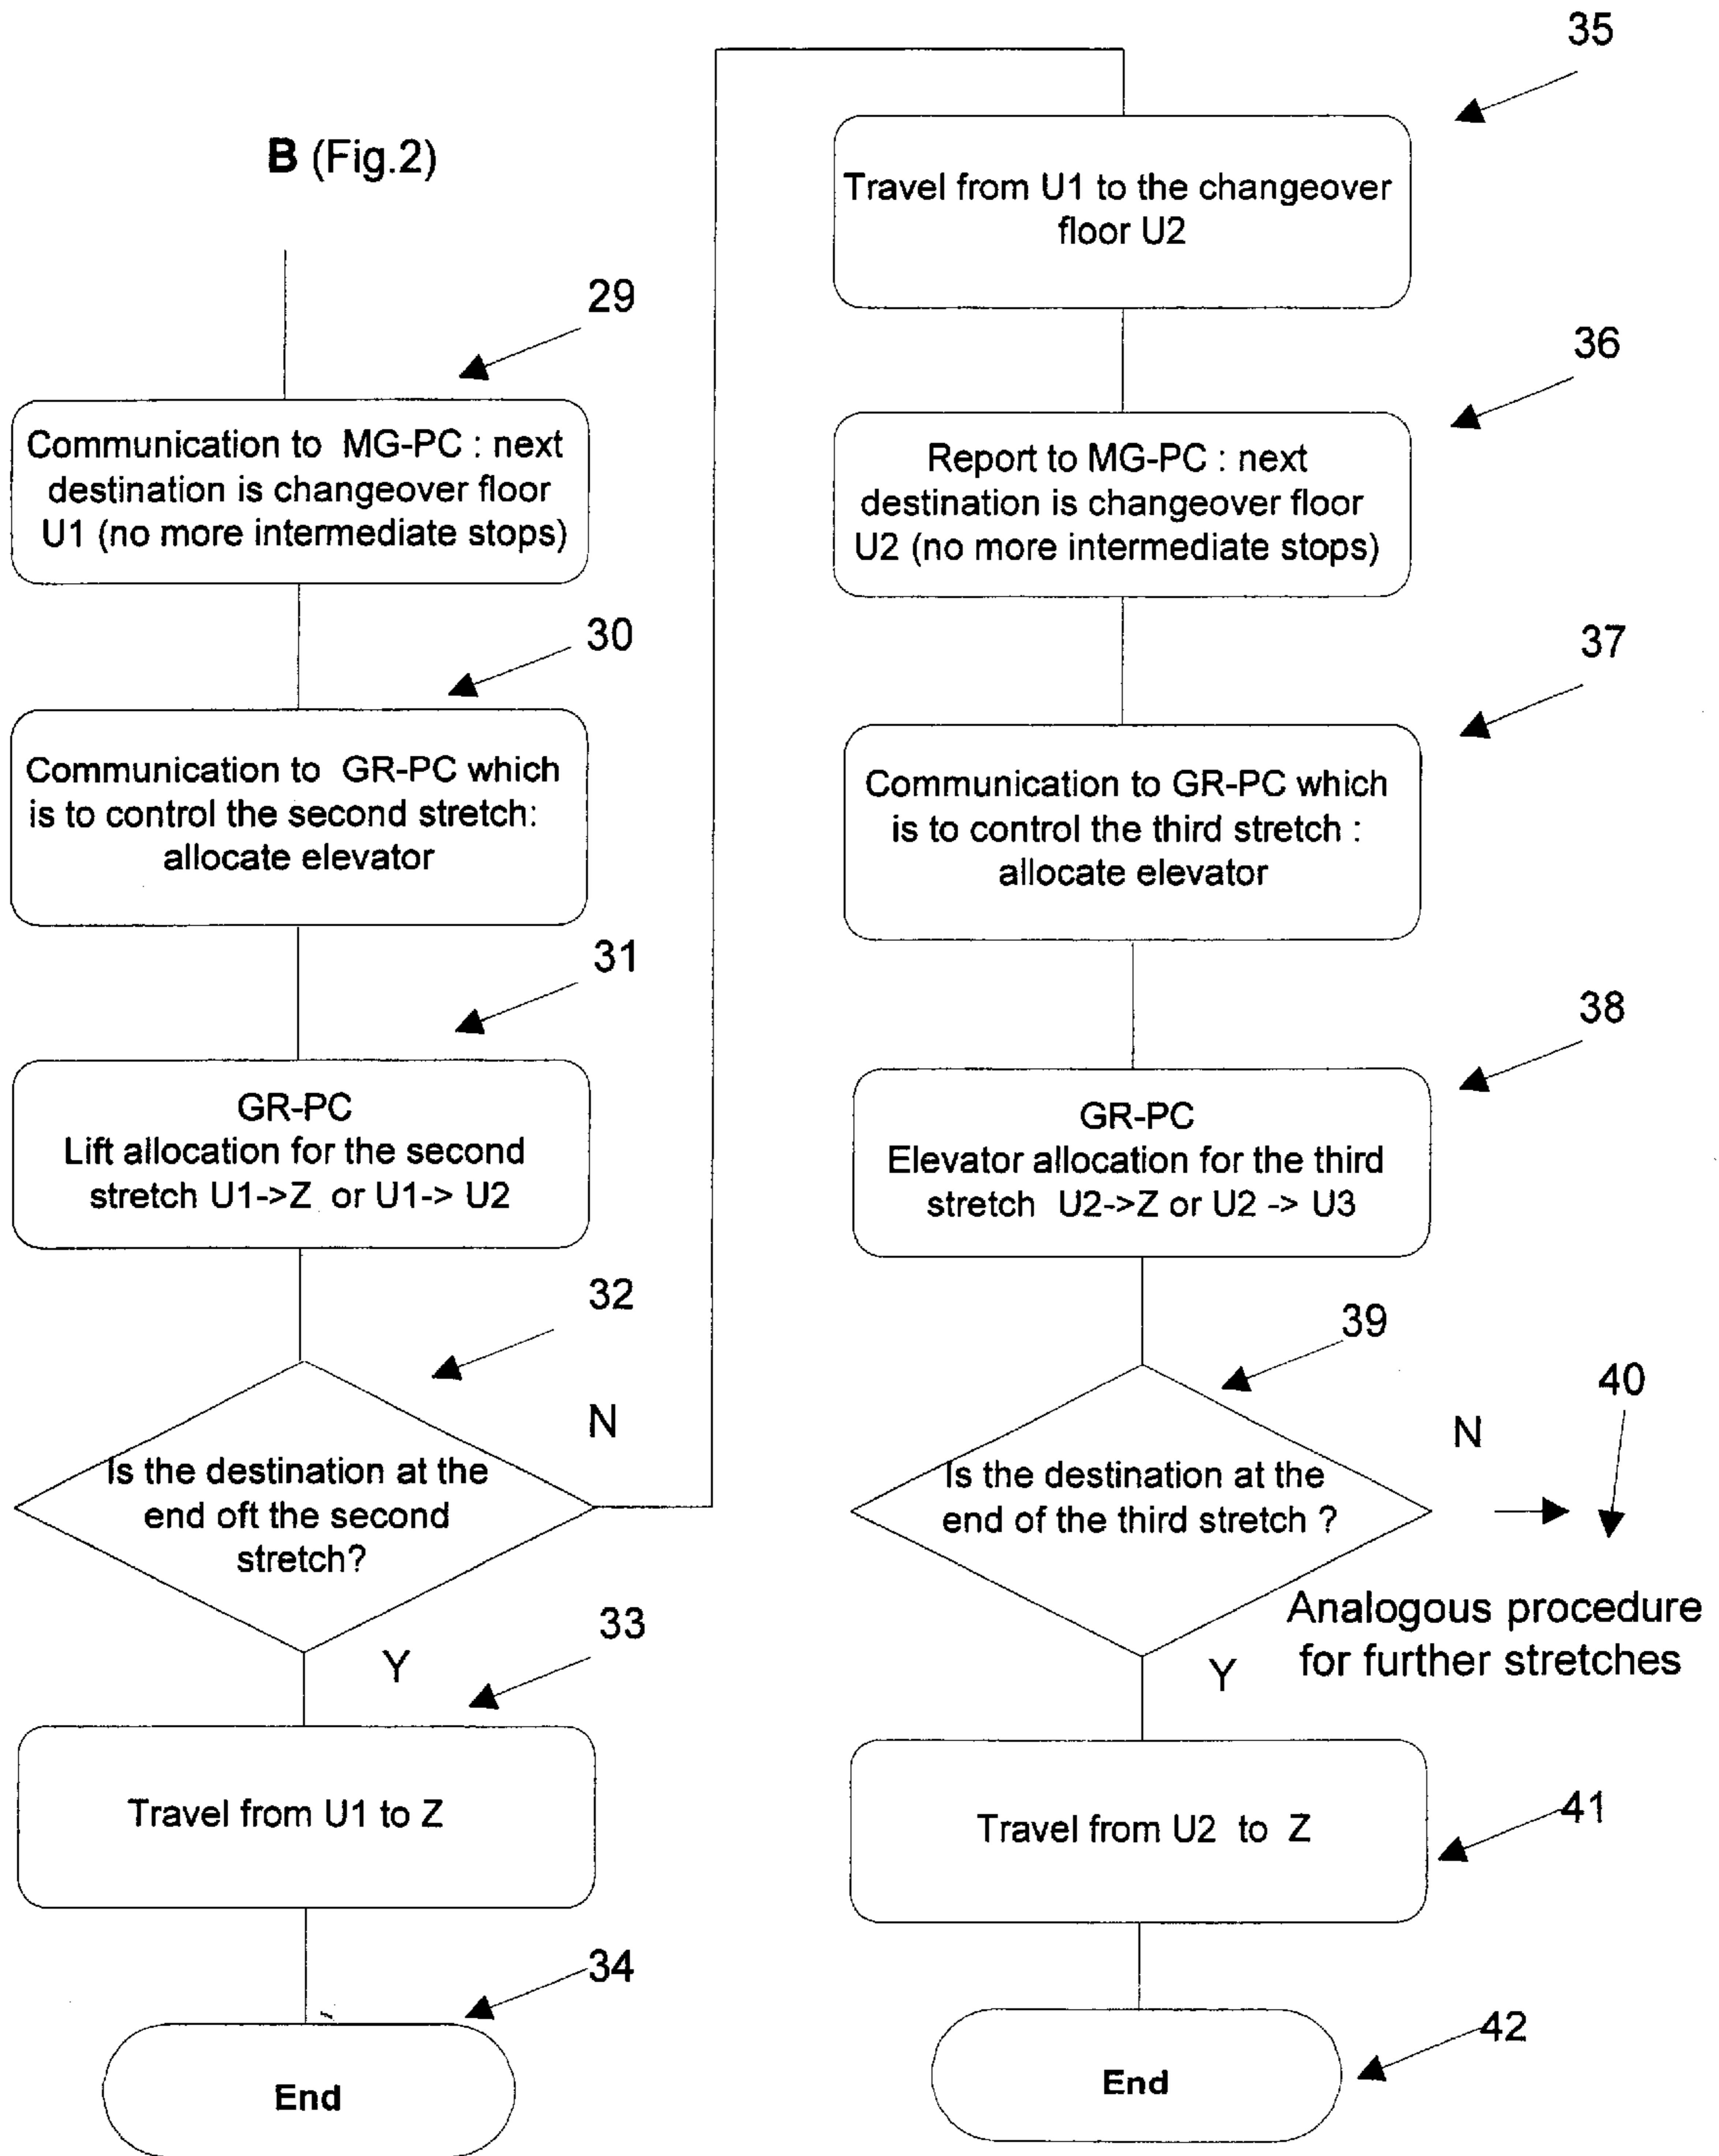 B (Fig.2)
29
Communication to MG-PC : next
destination is changeover floor
U1 (no more intermediate stops)
30
Communication to GR-PC which
is to control the second stretch:
allocate elevator
31
GR-PC
Lift allocation for the second
stretch U1->Z or U1-> U2
32
N
Is the destination at the
end oft the second
stretch?
33
Y
Travel from U1 to Z
34
End
35
Travel from U1 to the changeover
floor U2
36
Report to MG-PC : next
destination is changeover floor
U2 (no more intermediate stops)
37
Communication to GR-PC which
is to control the third stretch :
allocate elevator
38
GR-PC
Elevator allocation for the third
stretch U2->Z or U2 -> U3
39
40
N
Is the destination at the
end of the third stretch ?
Analogous procedure
for further stretches
Y
41
Travel from U2 to Z
42
End